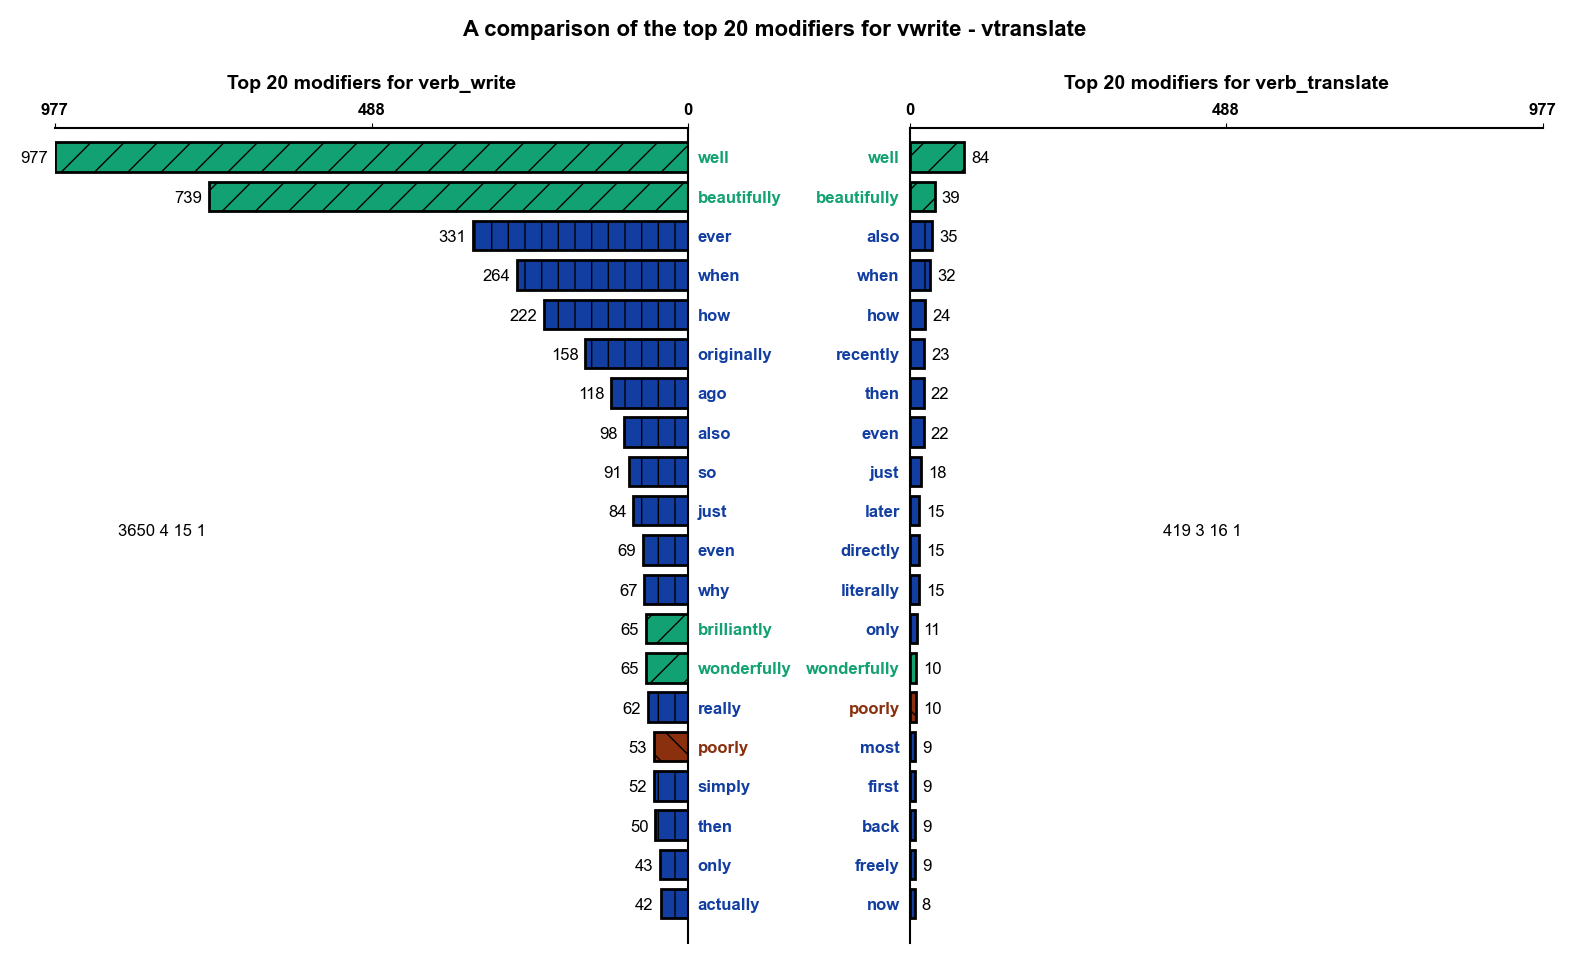 A comparison of the top 20 modifiers for vwrite - vtranslate
Top 20 modifiers for verb_write
977 488 0
977 well
739 beautifully
331 ever
264 when
222 how
158 originally
118 ago
98 also
91 so
84 just
69 even
67 why
65 brilliantly
65 wonderfully
62 really
53 poorly
52 simply
50 then
43 only
42 actually
3650 4 15 1
Top 20 modifiers for verb_translate
0 488 977
well 84
beautifully 39
also 35
when 32
how 24
recently 23
then 22
even 22
just 18
later 15
directly 15
literally 15
only 11
wonderfully 10
poorly 10
most 9
first 9
back 9
freely 9
now 8
419 3 16 1